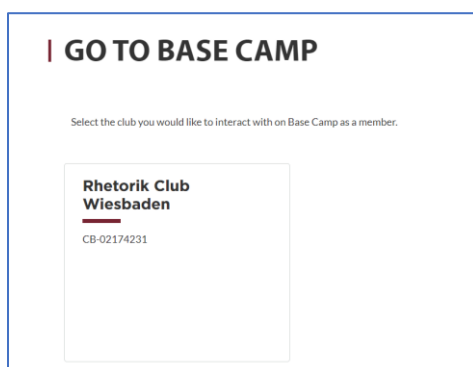 GO TO BASE CAMP
Select the club you would like to interact with on Base Camp as a member.
Rhetorik Club
Wiesbaden
CB-02174231